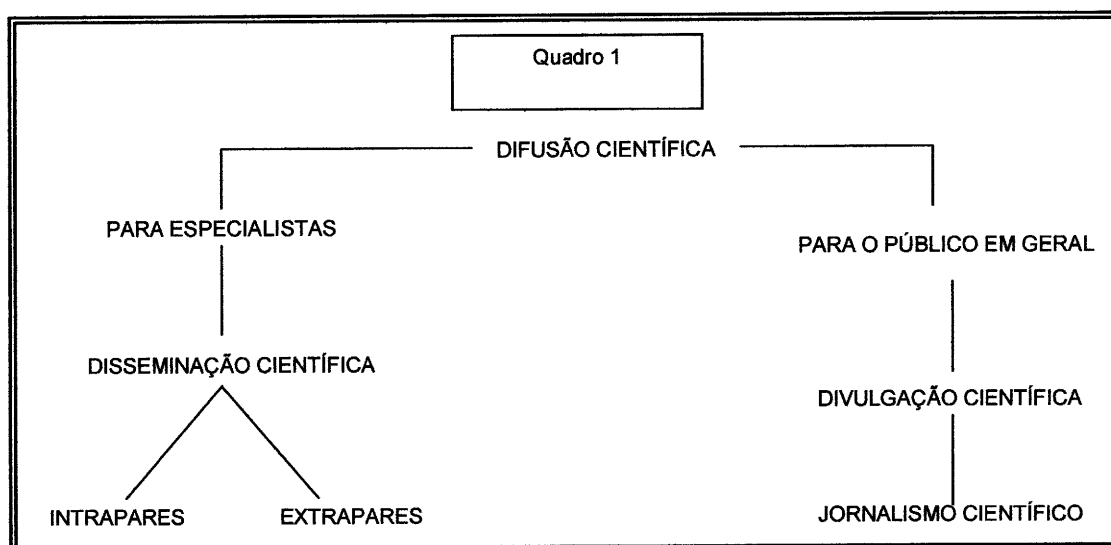 Quadro 1
DIFUSÃO CIENTÍFICA
PARA ESPECIALISTAS
PARA O PÚBLICO EM GERAL
DISSEMINAÇÃO CIENTÍFICA
DIVULGAÇÃO CIENTÍFICA
INTRAPARES
EXTRAPARES
JORNALISMO CIENTÍFICO